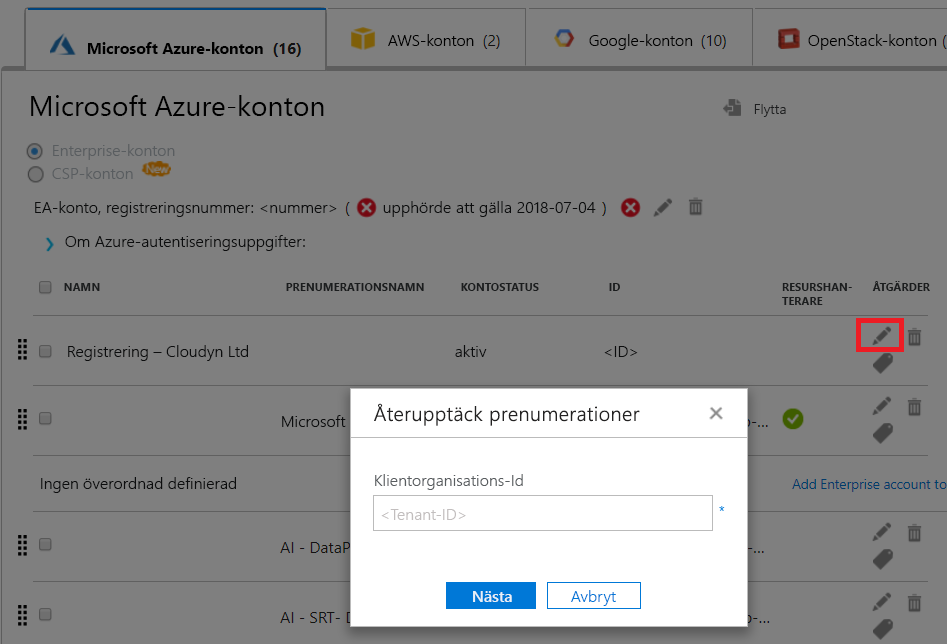 Microsoft Azure-konton (16)
AWS-konton (2)
Google-konton (10)
OpenStack-konton (
Microsoft Azure-konton
Flytta
Enterprise-konton
CSP-konton New
EA-konto, registreringsnummer: <nummer> ( upphörde att gälla 2018-07-04 )
Om Azure-autentiseringsuppgifter:
NAMN PRENUMERATIONSNAMN KONTOSTATUS ID RESURSHAN- ÅTGÄRDER
TERARE
Registrering – Cloudyn Ltd aktiv <ID>
Återupptäck prenumerationer
Microsoft
Klientorganisations-Id
Ingen överordnad definierad Add Enterprise account to
<Tenant-ID> *
AI - DataP
Nästa Avbryt
AI - SRT- D